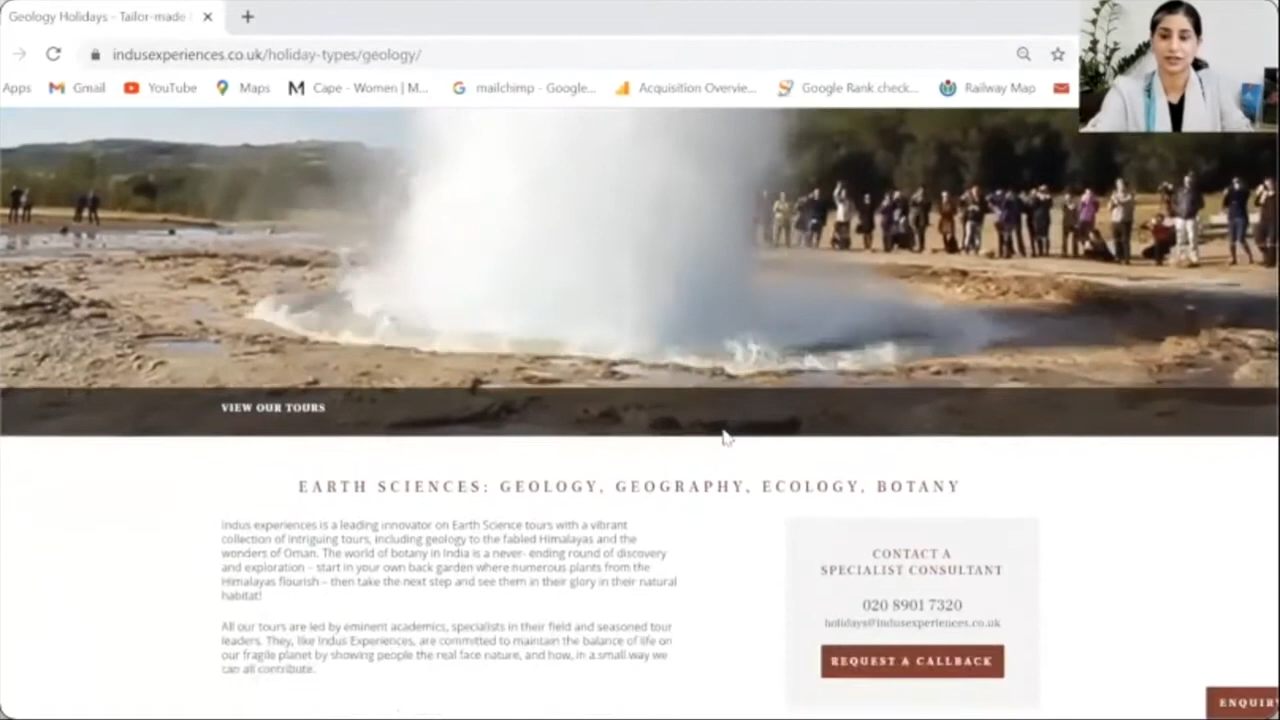 Geology Holidays - Tailor-made
indusexperiences.co.uk/holiday-types/geology/
Apps Gmail YouTube Maps Cape - Women | M... mailchimp - Google... Acquisition Overvie... Google Rank check... Railway Map
VIEW OUR TOURS
EARTH SCIENCES: GEOLOGY, GEOGRAPHY, ECOLOGY, BOTANY
Indus experiences is a leading innovator on Earth Science tours with a vibrant
collection of intriguing tours, including geology to the fabled Himalayas and the
wonders of Oman. The world of botany in India is a never- ending round of discovery
and exploration – start in your own back garden where numerous plants from the
Himalayas flourish – then take the next step and see them in their glory in their natural
habitat!
All our tours are led by eminent academics, specialists in their field and seasoned tour
leaders. They, like Indus Experiences, are committed to maintain the balance of life on
our fragile planet by showing people the real face nature, and how, in a small way we
can all contribute.
CONTACT A
SPECIALIST CONSULTANT
020 8901 7320
holidays@indusexperiences.co.uk
REQUEST A CALLBACK
ENQUIR